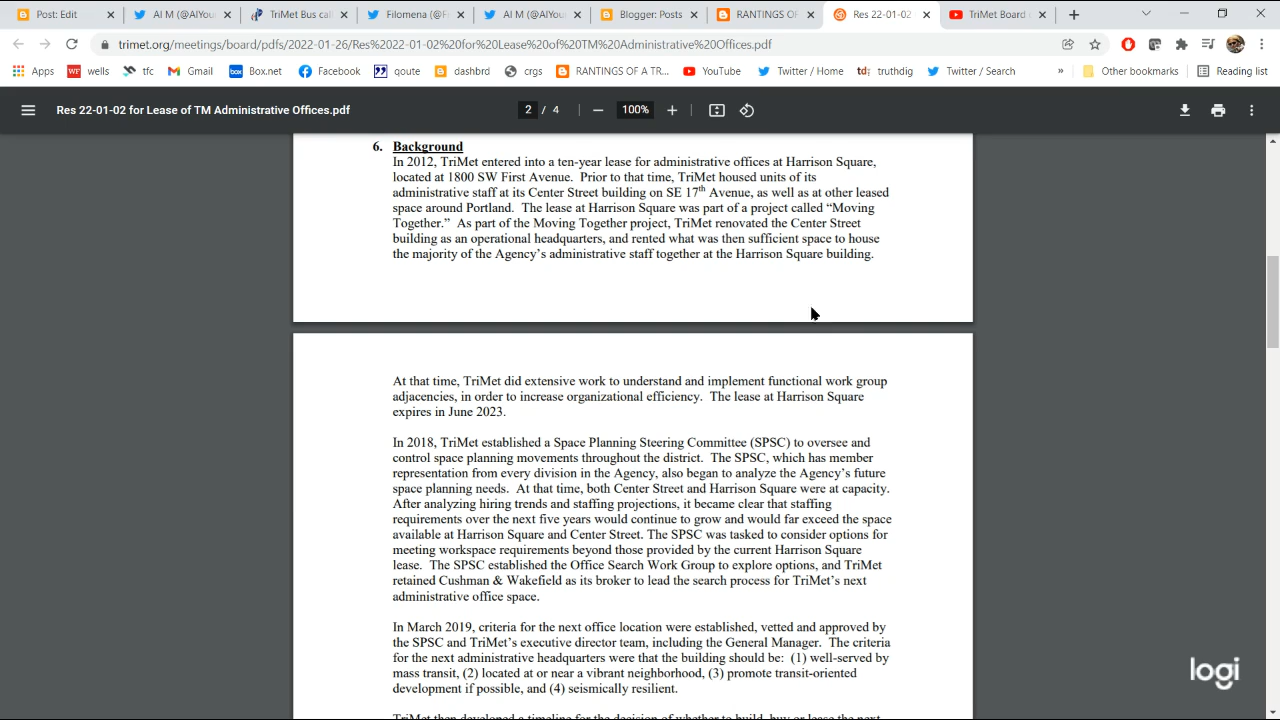 Post: Edit
Al M (@AlYour
TriMet Bus cal
Filomena (@Fi
Al M (@AlYour
Blogger: Posts
RANTINGS OF
Res 22-01-02
TriMet Board
trimet.org/meetings/board/pdfs/2022-01-26/Res%2022-01-02%20for%20Lease%20of%20TM%20Administrative%20Offices.pdf
Apps
wells
tfc
Gmail
Box.net
Facebook
qoute
dashbrd
crgs
RANTINGS OF A TR...
YouTube
Twitter / Home
truthdig
Twitter / Search
»
Other bookmarks
Reading list
Res 22-01-02 for Lease of TM Administrative Offices.pdf
2 / 4
100%
6. Background
In 2012, TriMet entered into a ten-year lease for administrative offices at Harrison Square,
located at 1800 SW First Avenue. Prior to that time, TriMet housed units of its
administrative staff at its Center Street building on SE 17th Avenue, as well as at other leased
space around Portland. The lease at Harrison Square was part of a project called “Moving
Together.” As part of the Moving Together project, TriMet renovated the Center Street
building as an operational headquarters, and rented what was then sufficient space to house
the majority of the Agency’s administrative staff together at the Harrison Square building.
At that time, TriMet did extensive work to understand and implement functional work group
adjacencies, in order to increase organizational efficiency. The lease at Harrison Square
expires in June 2023.
In 2018, TriMet established a Space Planning Steering Committee (SPSC) to oversee and
control space planning movements throughout the district. The SPSC, which has member
representation from every division in the Agency, also began to analyze the Agency’s future
space planning needs. At that time, both Center Street and Harrison Square were at capacity.
After analyzing hiring trends and staffing projections, it became clear that staffing
requirements over the next five years would continue to grow and would far exceed the space
available at Harrison Square and Center Street. The SPSC was tasked to consider options for
meeting workspace requirements beyond those provided by the current Harrison Square
lease. The SPSC established the Office Search Work Group to explore options, and TriMet
retained Cushman & Wakefield as its broker to lead the search process for TriMet’s next
administrative office space.
In March 2019, criteria for the next office location were established, vetted and approved by
the SPSC and TriMet’s executive director team, including the General Manager. The criteria
for the next administrative headquarters were that the building should be: (1) well-served by
mass transit, (2) located at or near a vibrant neighborhood, (3) promote transit-oriented
development if possible, and (4) seismically resilient.
TriMet then developed a timeline for the decision of whether to build, buy or lease the next
logi